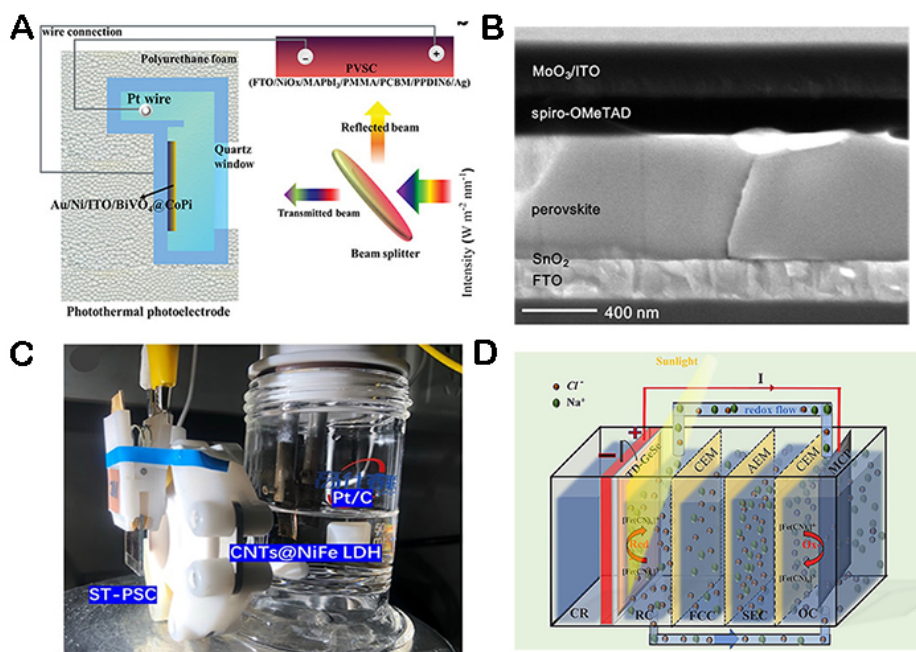 A
wire connection
~
Polyurethane foam
Pt wire
PVSC
(FTO/NiOx/MAPbI3/PMMA/PCBM/PPDIN6/Ag)
Reflected beam
Quartz
window
Au/Ni/ITO/BiVO4@CoPi
Transmitted beam
Beam splitter
Intensity (W m-2 nm-1)
Photothermal photoelectrode
B
MoO3/ITO
spiro-OMeTAD
perovskite
SnO2
FTO
400 nm
C
Pt/C
CNTs@NiFe LDH
ST-PSC
D
Sunlight
Cl-
Na+
I
redox flow
TD-GeSe
CEM
AEM
CEM
MCP
Red
Ox
CR
RC
FCC
SEC
OC